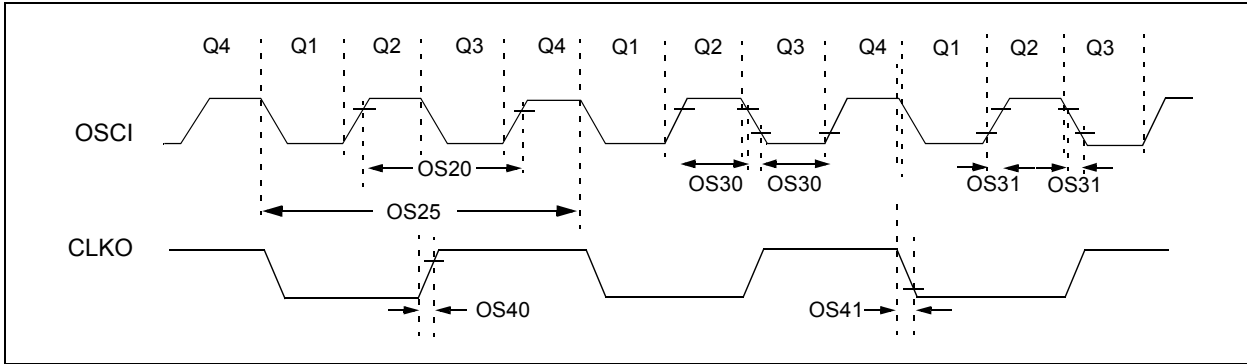 Q4 Q1 Q2 Q3 Q4 Q1 Q2 Q3 Q4 Q1 Q2 Q3
OSCI
OS20
OS30 OS30
OS31 OS31
OS25
CLKO
OS40
OS41